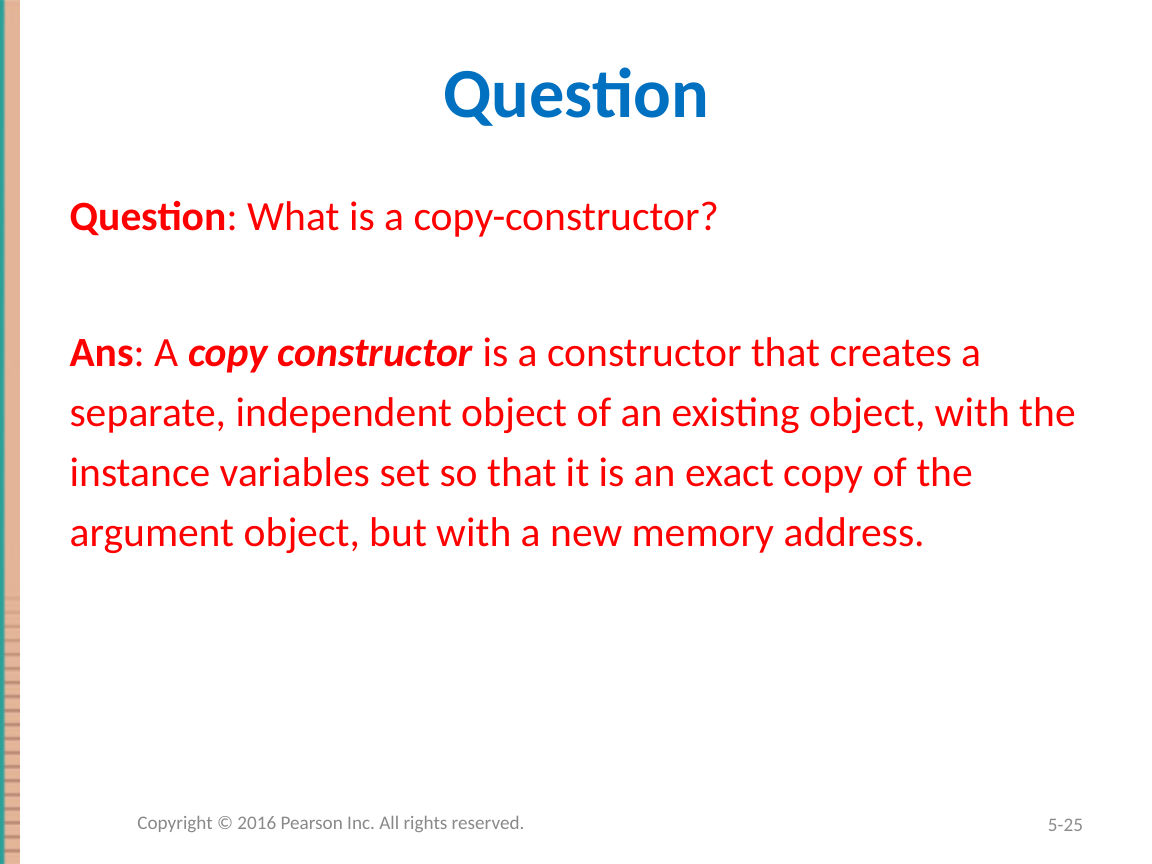 Question
Question: What is a copy-constructor?
Ans: A copy constructor is a constructor that creates a
separate, independent object of an existing object, with the
instance variables set so that it is an exact copy of the
argument object, but with a new memory address.
Copyright © 2016 Pearson Inc. All rights reserved.
5-25